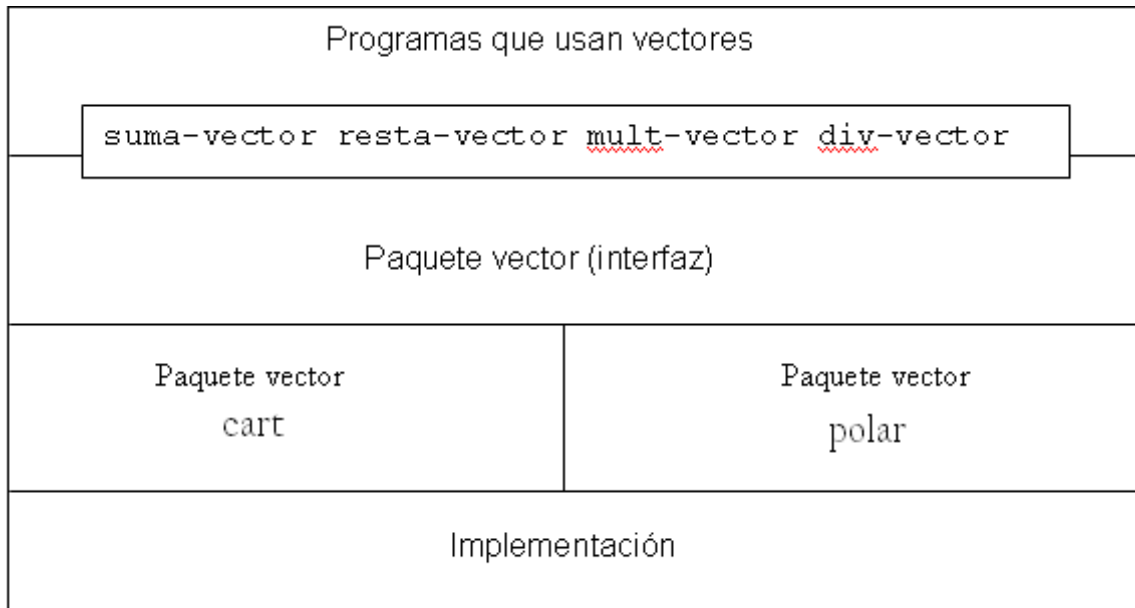 Programas que usan vectores
suma-vector resta-vector mult-vector div-vector
Paquete vector (interfaz)
Paquete vector
cart
Paquete vector
polar
Implementación